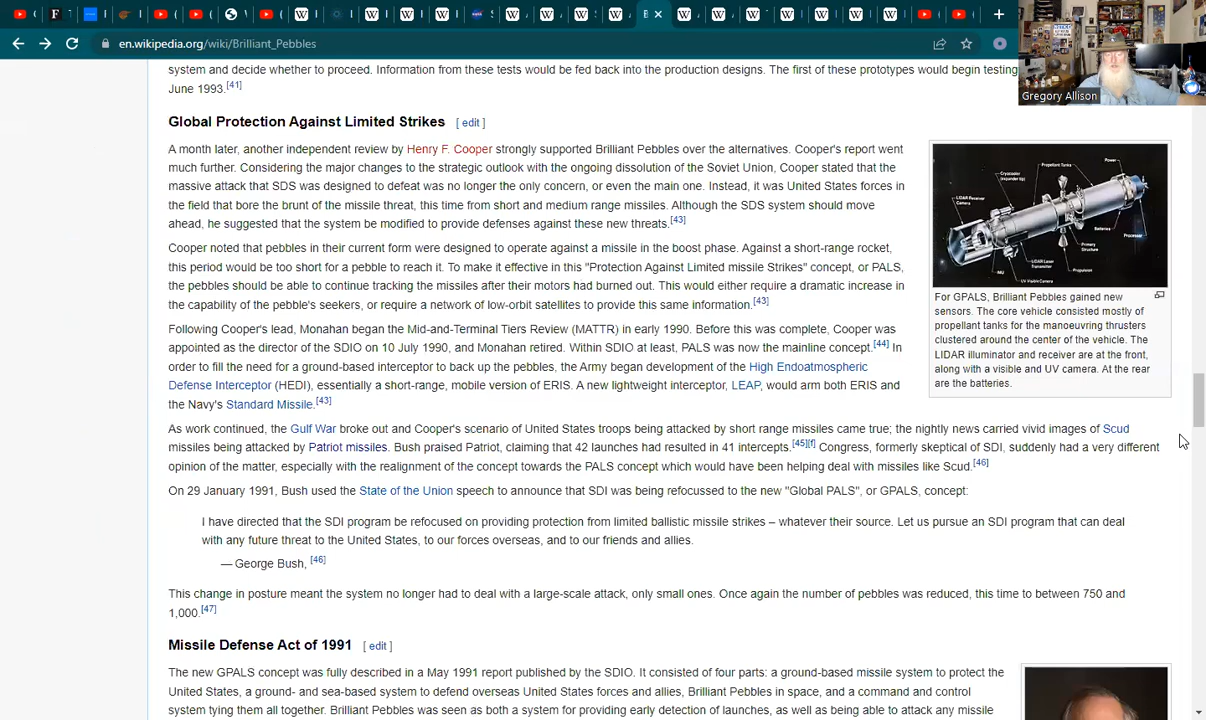 en.wikipedia.org/wiki/Brilliant_Pebbles
Gregory Allison
system and decide whether to proceed. Information from these tests would be fed back into the production designs. The first of these prototypes would begin testing
June 1993.[41]
Global Protection Against Limited Strikes [ edit ]
A month later, another independent review by Henry F. Cooper strongly supported Brilliant Pebbles over the alternatives. Cooper's report went
much further. Considering the major changes to the strategic outlook with the ongoing dissolution of the Soviet Union, Cooper stated that the
massive attack that SDS was designed to defeat was no longer the only concern, or even the main one. Instead, it was United States forces in
the field that bore the brunt of the missile threat, this time from short and medium range missiles. Although the SDS system should move
ahead, he suggested that the system be modified to provide defenses against these new threats.[43]
Cooper noted that pebbles in their current form were designed to operate against a missile in the boost phase. Against a short-range rocket,
this period would be too short for a pebble to reach it. To make it effective in this "Protection Against Limited missile Strikes" concept, or PALS,
the pebbles should be able to continue tracking the missiles after their motors had burned out. This would either require a dramatic increase in
the capability of the pebble's seekers, or require a network of low-orbit satellites to provide this same information.[43]
Following Cooper's lead, Monahan began the Mid-and-Terminal Tiers Review (MATTR) in early 1990. Before this was complete, Cooper was
appointed as the director of the SDIO on 10 July 1990, and Monahan retired. Within SDIO at least, PALS was now the mainline concept.[44] In
order to fill the need for a ground-based interceptor to back up the pebbles, the Army began development of the High Endoatmospheric
Defense Interceptor (HEDI), essentially a short-range, mobile version of ERIS. A new lightweight interceptor, LEAP, would arm both ERIS and
the Navy's Standard Missile.[43]
Power
Propellant Tanks
Cryocooler
(expander tip)
LIDAR Receiver
Camera
Batteries
Processor
Primary
Structure
LIDAR Laser
Transmitter
Propulsion
IMU
UV Visible Camera
For GPALS, Brilliant Pebbles gained new
sensors. The core vehicle consisted mostly of
propellant tanks for the manoeuvring thrusters
clustered around the center of the vehicle. The
LIDAR illuminator and receiver are at the front,
along with a visible and UV camera. At the rear
are the batteries.
As work continued, the Gulf War broke out and Cooper's scenario of United States troops being attacked by short range missiles came true; the nightly news carried vivid images of Scud
missiles being attacked by Patriot missiles. Bush praised Patriot, claiming that 42 launches had resulted in 41 intercepts.[45][f] Congress, formerly skeptical of SDI, suddenly had a very different
opinion of the matter, especially with the realignment of the concept towards the PALS concept which would have been helping deal with missiles like Scud.[46]
On 29 January 1991, Bush used the State of the Union speech to announce that SDI was being refocussed to the new "Global PALS", or GPALS, concept:
I have directed that the SDI program be refocused on providing protection from limited ballistic missile strikes – whatever their source. Let us pursue an SDI program that can deal
with any future threat to the United States, to our forces overseas, and to our friends and allies.
— George Bush, [46]
This change in posture meant the system no longer had to deal with a large-scale attack, only small ones. Once again the number of pebbles was reduced, this time to between 750 and
1,000.[47]
Missile Defense Act of 1991 [ edit ]
The new GPALS concept was fully described in a May 1991 report published by the SDIO. It consisted of four parts: a ground-based missile system to protect the
United States, a ground- and sea-based system to defend overseas United States forces and allies, Brilliant Pebbles in space, and a command and control
system tying them all together. Brilliant Pebbles was seen as both a system for providing early detection of launches, as well as being able to attack any missile